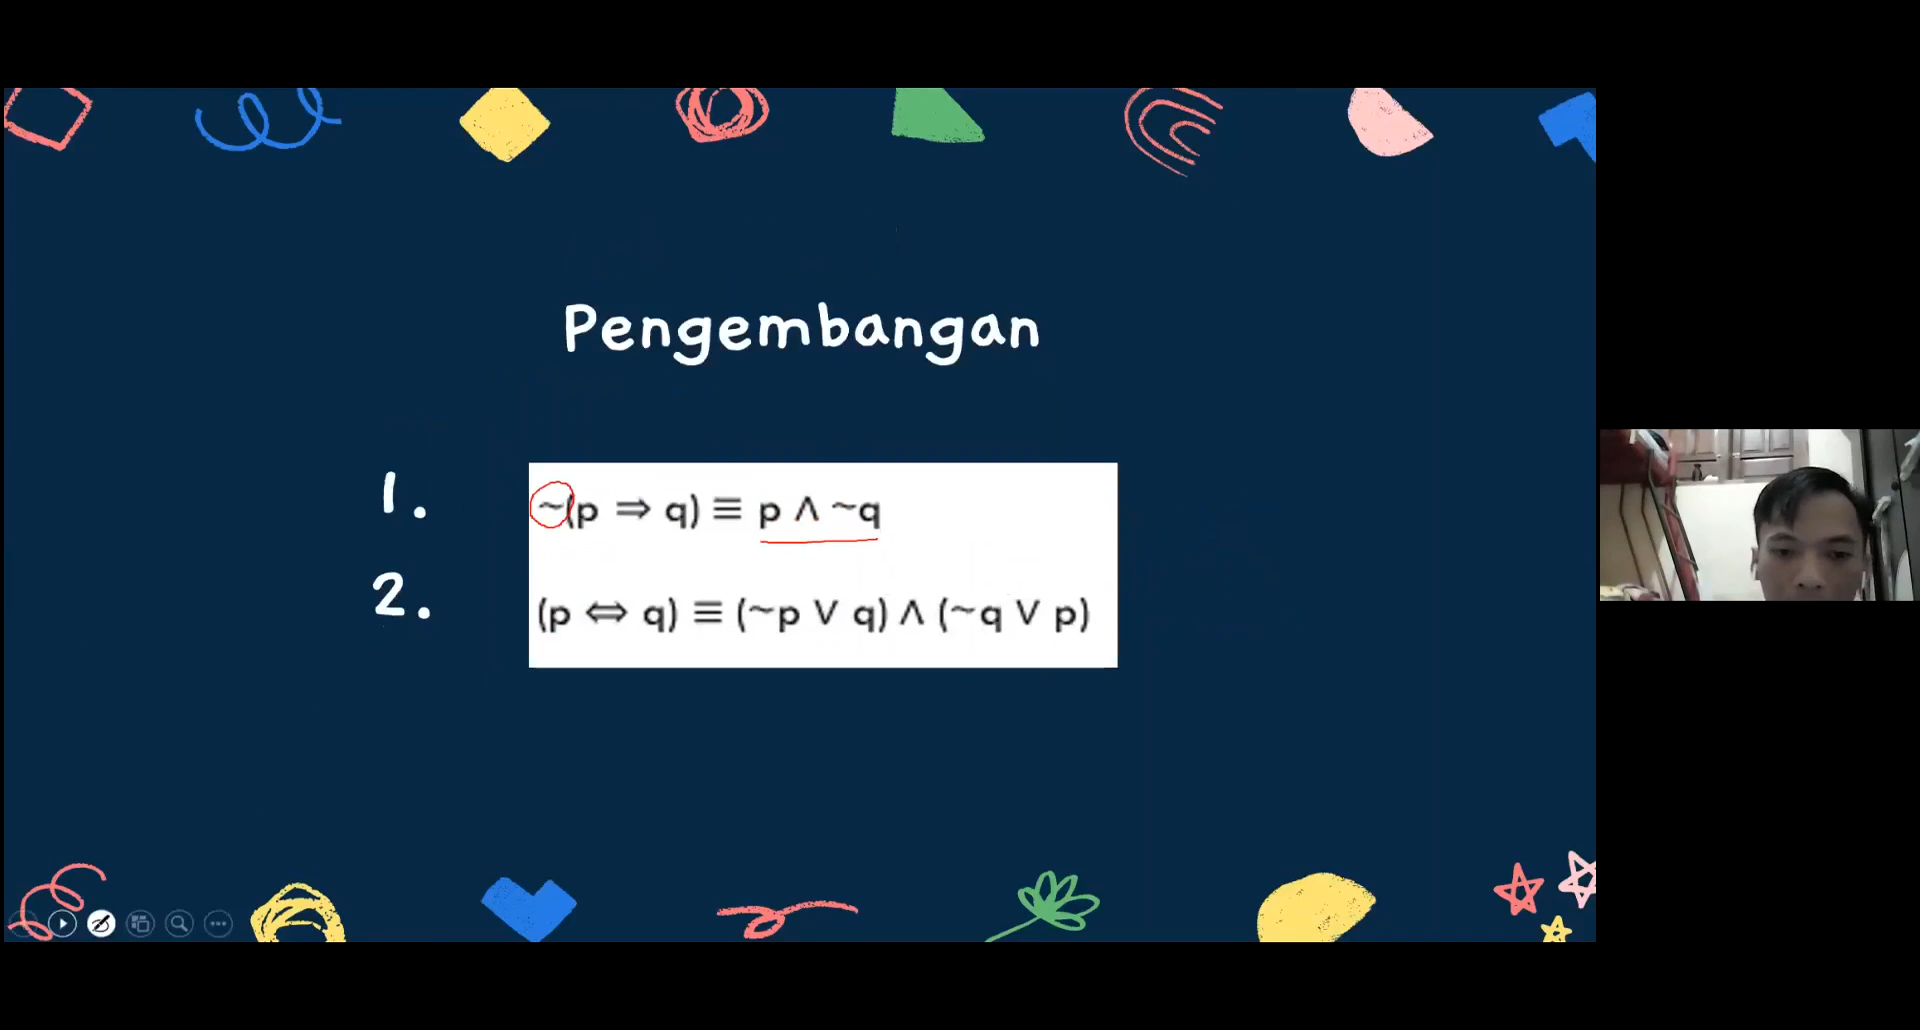 Pengembangan
1. ~(p ⇒ q) ≡ p ∧ ~q
2. (p ⇔ q) ≡ (~p ∨ q) ∧ (~q ∨ p)